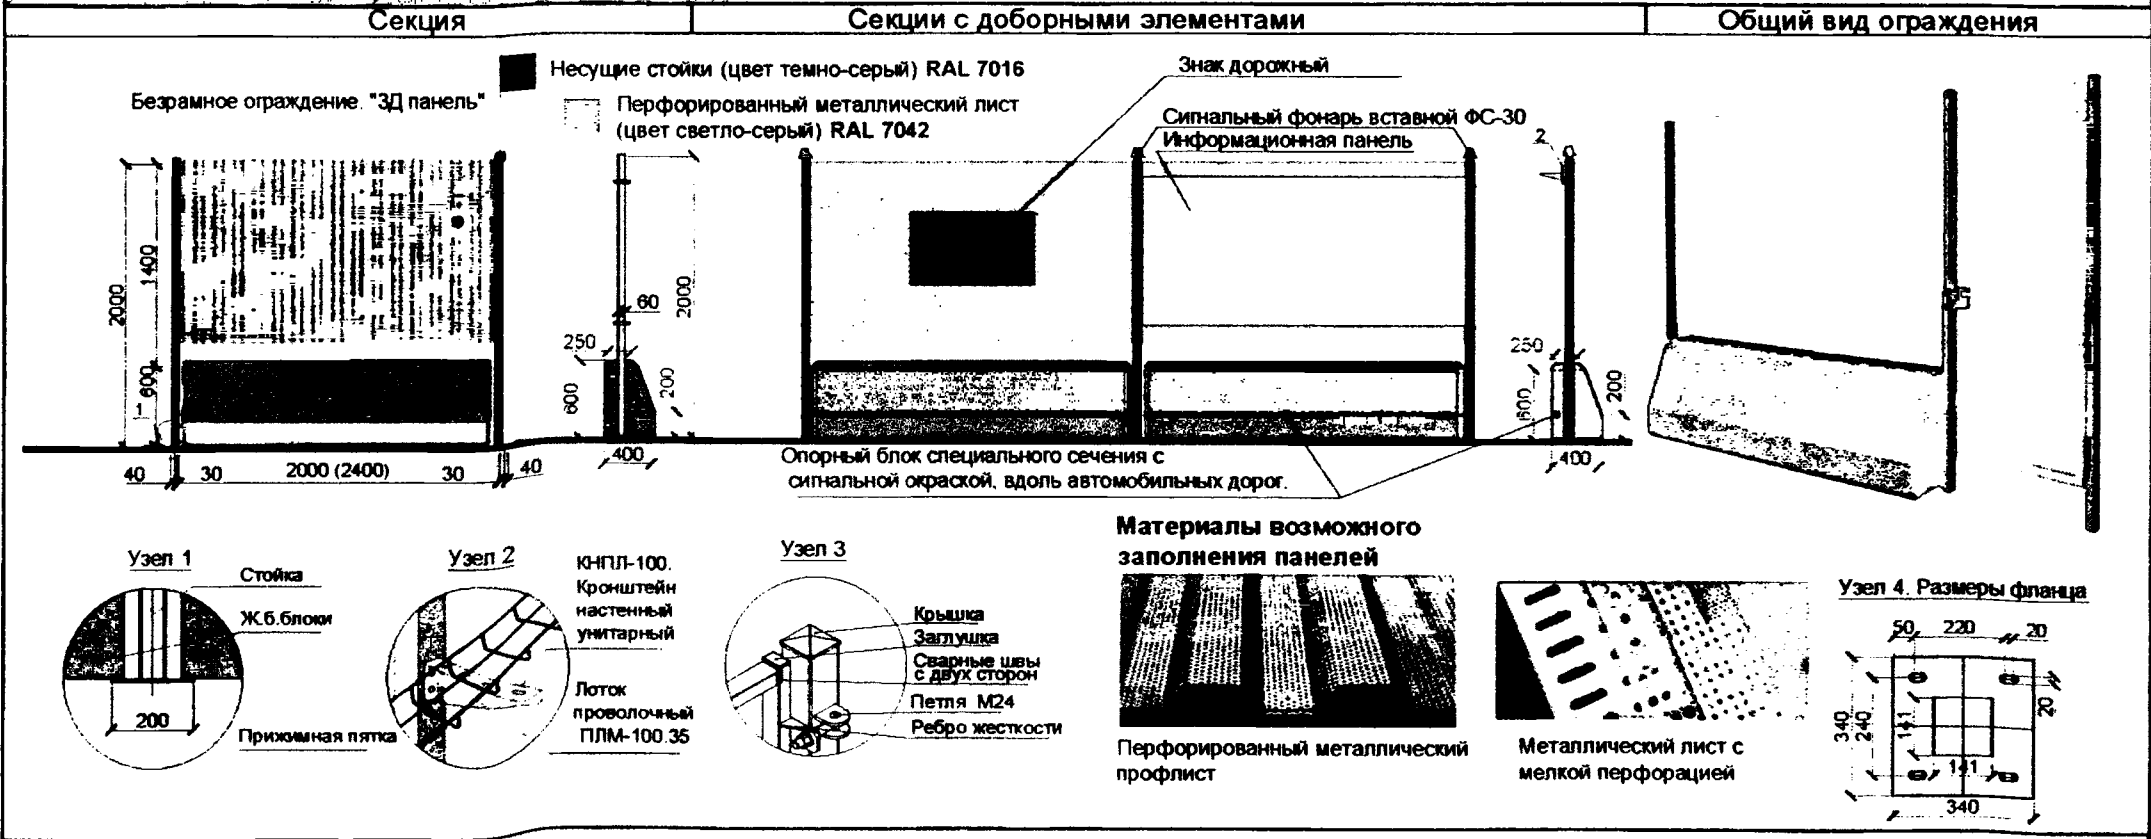 Секция
Секции с доборными элементами
Общий вид ограждения
Несущие стойки (цвет темно-серый) RAL 7016
Безрамное ограждение. "3Д панель"
Перфорированный металлический лист
(цвет светло-серый) RAL 7042
Знак дорожный
Сигнальный фонарь вставной ФС-30
Информационная панель
2
2000
1400
600
1
40
30
2000 (2400)
30
40
2000
60
250
600
200
400
250
600
200
400
Опорный блок специального сечения с
сигнальной окраской, вдоль автомобильных дорог.
Узел 1
Стойка
Ж.б.блоки
200
Прижимная пятка
Узел 2
КНПЛ-100.
Кронштейн
настенный
унитарный
Лоток
проволочный
ПЛМ-100.35
Узел 3
Крышка
Заглушка
Сварные швы
с двух сторон
Петля М24
Ребро жесткости
Материалы возможного
заполнения панелей
Перфорированный металлический
профлист
Металлический лист с
мелкой перфорацией
Узел 4. Размеры фланца
50
220
20
20
340
240
141
141
340